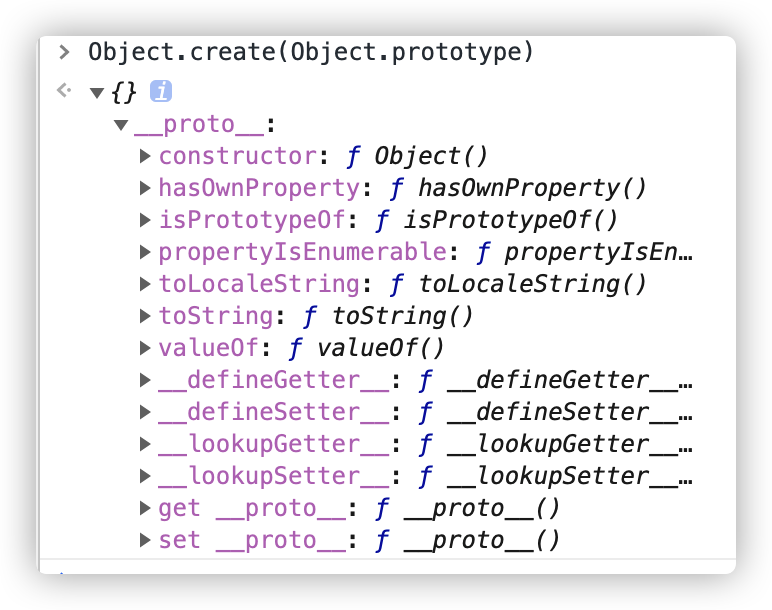 > Object.create(Object.prototype)
{} i
__proto__:
constructor: ƒ Object()
hasOwnProperty: ƒ hasOwnProperty()
isPrototypeOf: ƒ isPrototypeOf()
propertyIsEnumerable: ƒ propertyIsEn…
toLocaleString: ƒ toLocaleString()
toString: ƒ toString()
valueOf: ƒ valueOf()
__defineGetter__: ƒ __defineGetter__…
__defineSetter__: ƒ __defineSetter__…
__lookupGetter__: ƒ __lookupGetter__…
__lookupSetter__: ƒ __lookupSetter__…
get __proto__: ƒ __proto__()
set __proto__: ƒ __proto__()